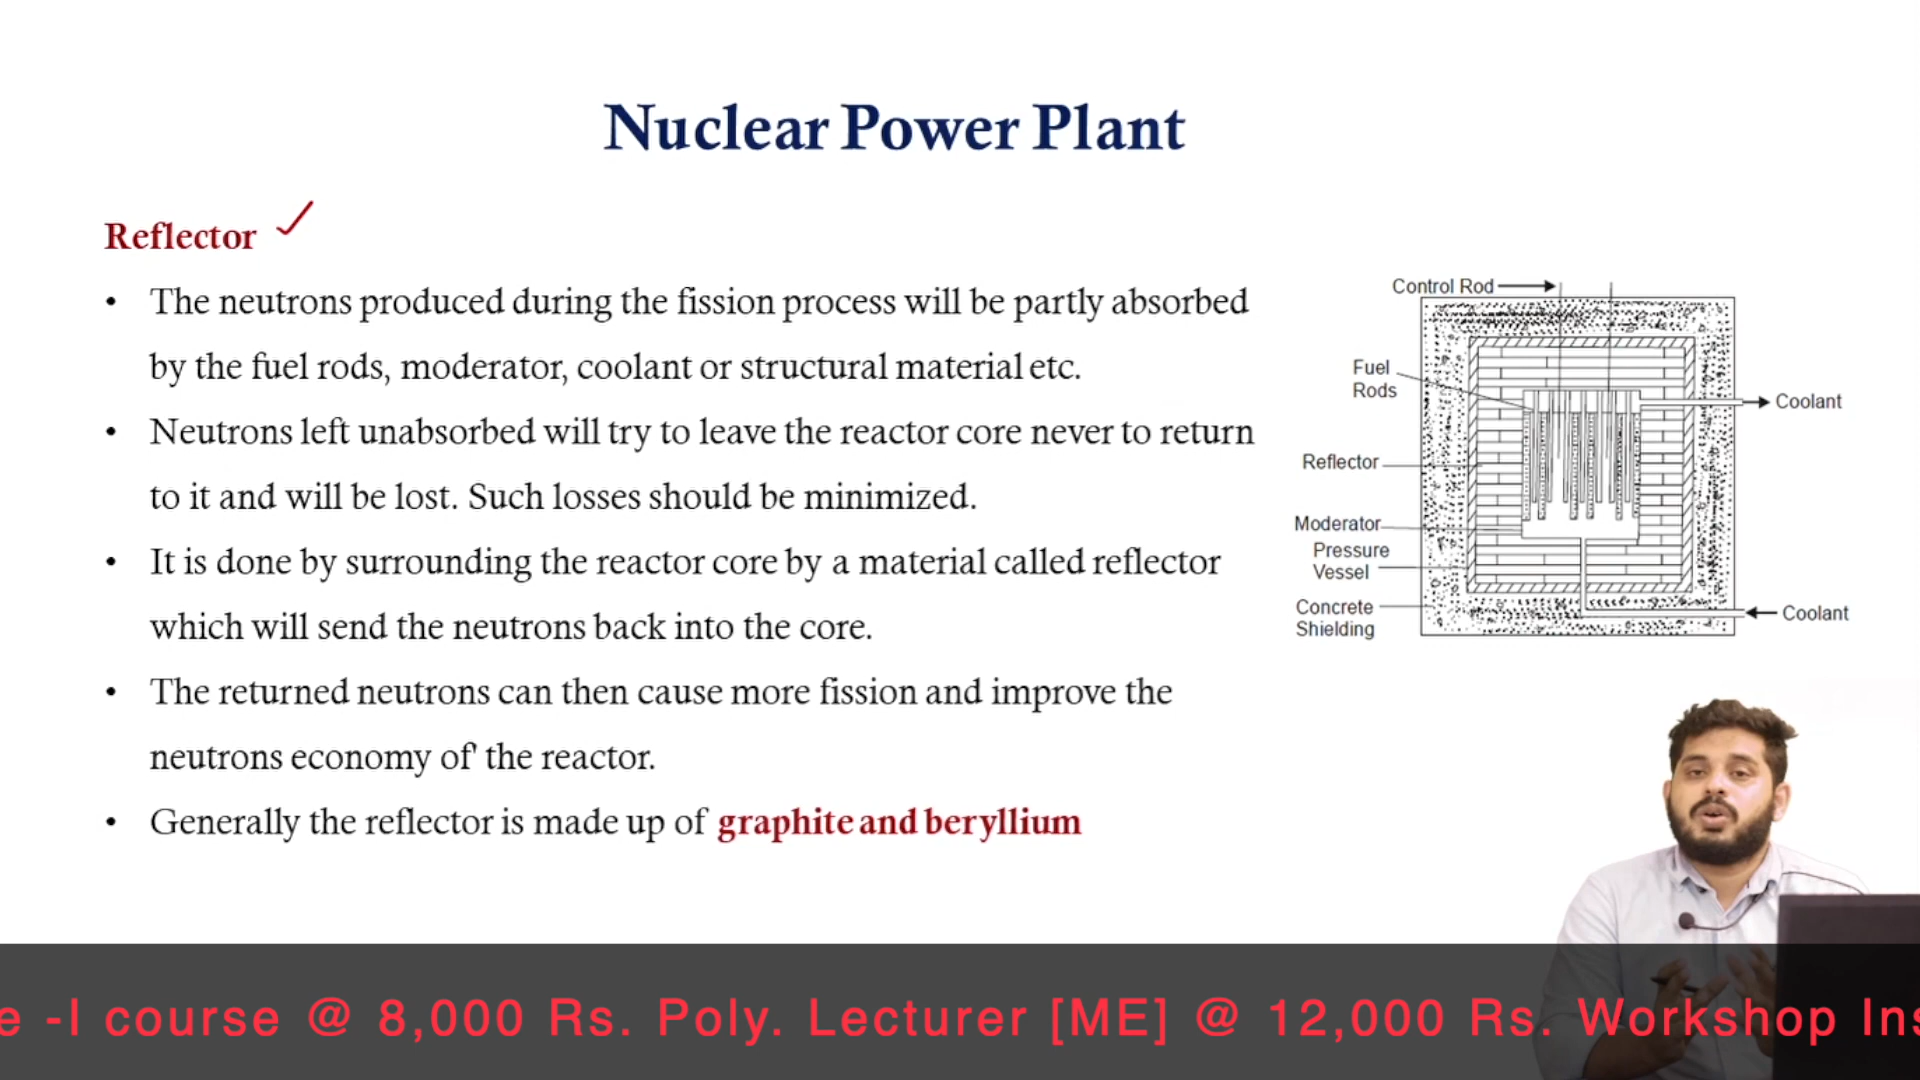 Nuclear Power Plant
Reflector
• The neutrons produced during the fission process will be partly absorbed
by the fuel rods, moderator, coolant or structural material etc.
• Neutrons left unabsorbed will try to leave the reactor core never to return
to it and will be lost. Such losses should be minimized.
• It is done by surrounding the reactor core by a material called reflector
which will send the neutrons back into the core.
• The returned neutrons can then cause more fission and improve the
neutrons economy of the reactor.
• Generally the reflector is made up of graphite and beryllium
Control Rod
Fuel
Rods
Coolant
Reflector
Moderator
Pressure
Vessel
Concrete
Shielding
Coolant
e -I course @ 8,000 Rs. Poly. Lecturer [ME] @ 12,000 Rs. Workshop Ins